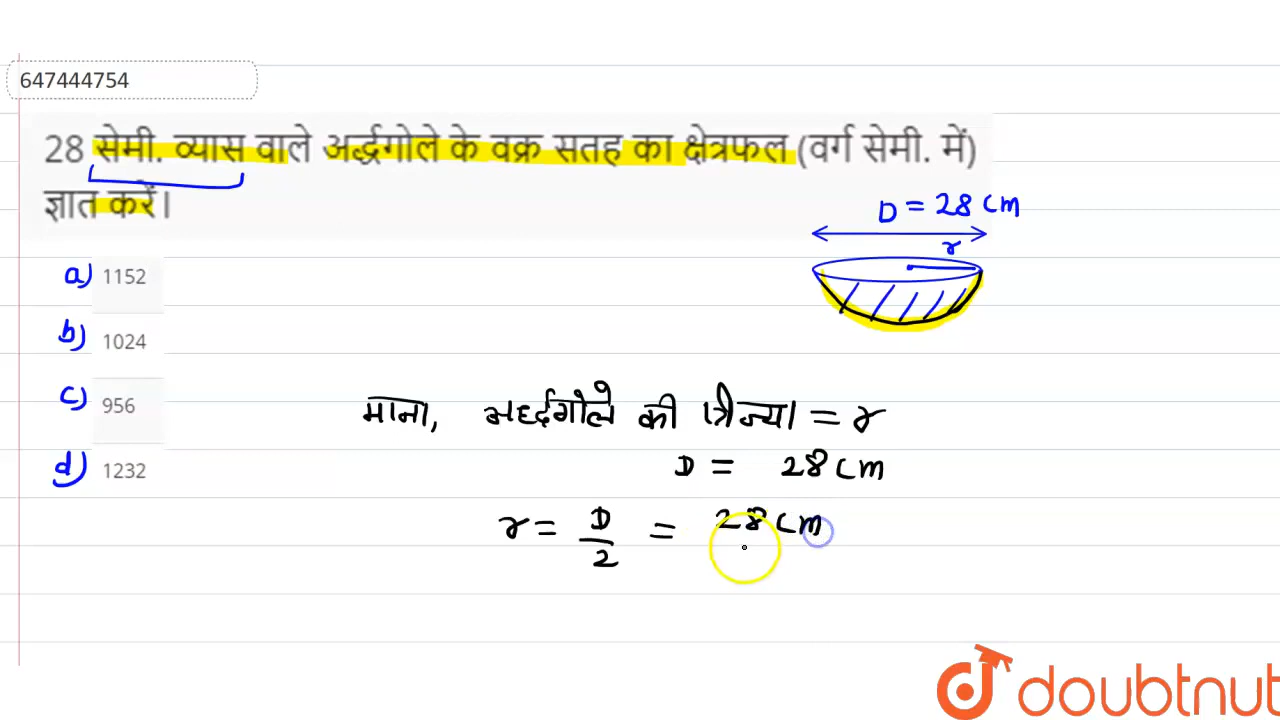 647444754
28 सेमी. व्यास वाले अर्द्धगोले के वक्र सतह का क्षेत्रफल (वर्ग सेमी. में)
ज्ञात करें।
D = 28 cm
r
a) 1152
b) 1024
c) 956
d) 1232
माना, अर्ध्दगोले की त्रिज्या = r
D = 28 cm
r = D/2 = 28 cm
doubtnut